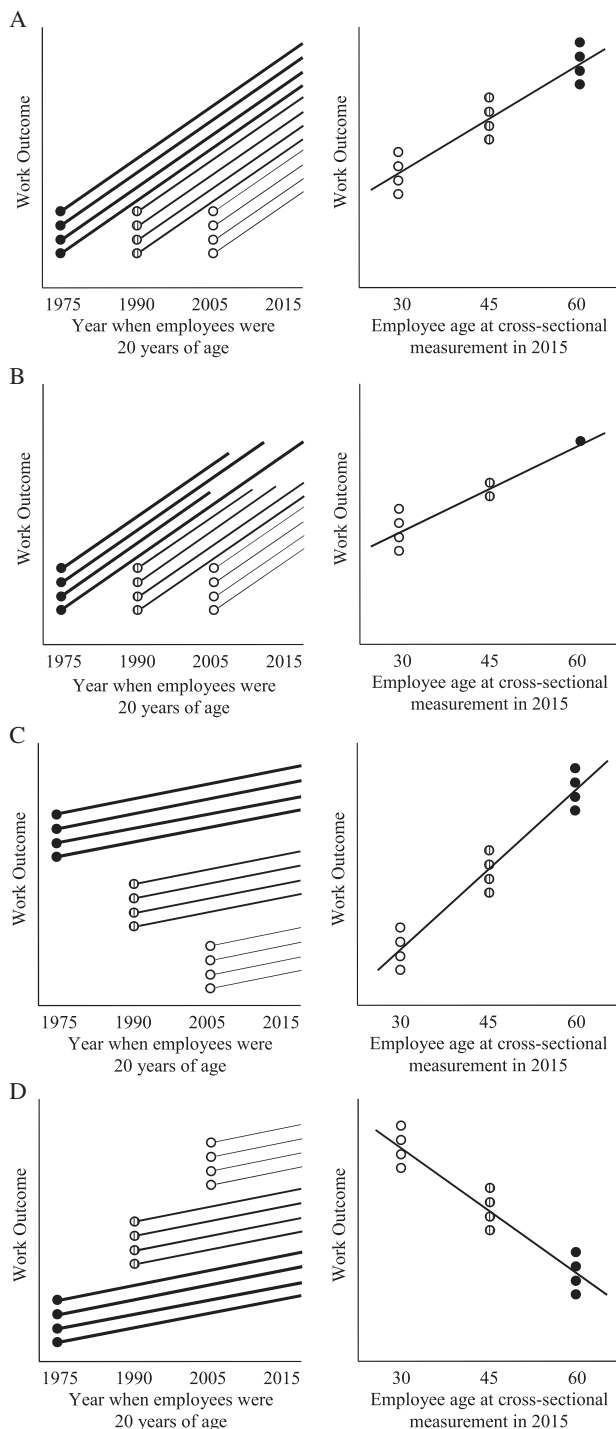 A
Work Outcome
Work Outcome
1975 1990 2005 2015
30 45 60
Year when employees were
20 years of age
Employee age at cross-sectional
measurement in 2015
B
Work Outcome
Work Outcome
1975 1990 2005 2015
30 45 60
Year when employees were
20 years of age
Employee age at cross-sectional
measurement in 2015
C
Work Outcome
Work Outcome
1975 1990 2005 2015
30 45 60
Year when employees were
20 years of age
Employee age at cross-sectional
measurement in 2015
D
Work Outcome
Work Outcome
1975 1990 2005 2015
30 45 60
Year when employees were
20 years of age
Employee age at cross-sectional
measurement in 2015